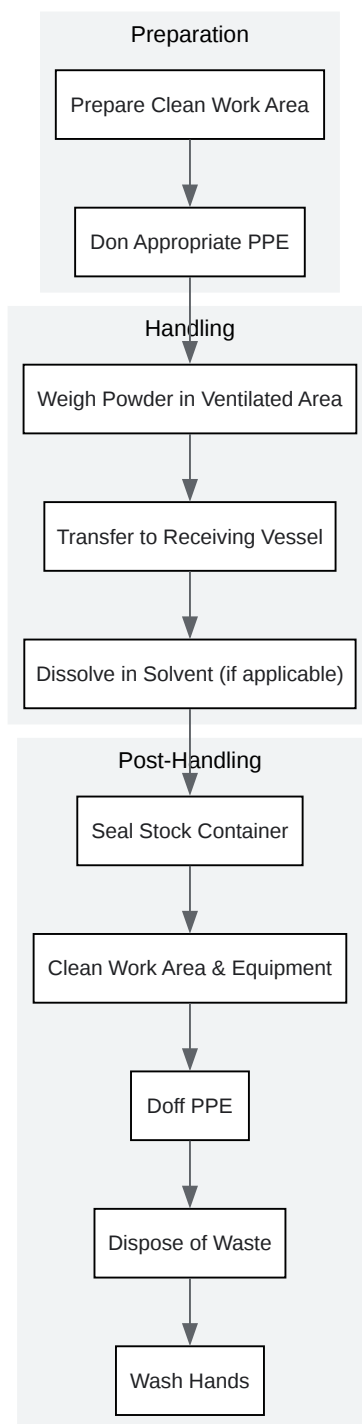 Preparation
Prepare Clean Work Area
Don Appropriate PPE
Handling
Weigh Powder in Ventilated Area
Transfer to Receiving Vessel
Dissolve in Solvent (if applicable)
Post-Handling
Seal Stock Container
Clean Work Area & Equipment
Doff PPE
Dispose of Waste
Wash Hands